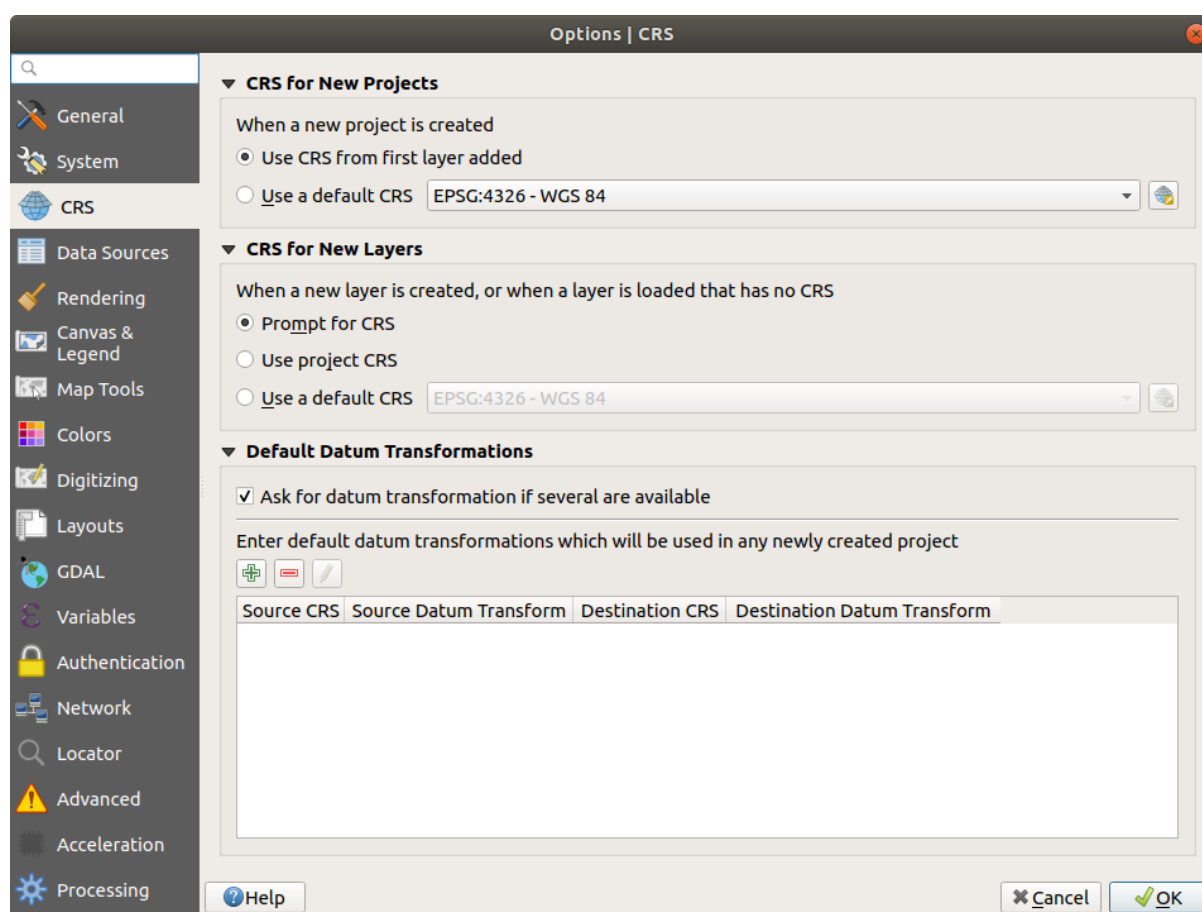 Options | CRS
General
System
CRS
Data Sources
Rendering
Canvas &
Legend
Map Tools
Colors
Digitizing
Layouts
GDAL
Variables
Authentication
Network
Locator
Advanced
Acceleration
Processing
CRS for New Projects
When a new project is created
Use CRS from first layer added
Use a default CRS EPSG:4326 - WGS 84
CRS for New Layers
When a new layer is created, or when a layer is loaded that has no CRS
Prompt for CRS
Use project CRS
Use a default CRS EPSG:4326 - WGS 84
Default Datum Transformations
Ask for datum transformation if several are available
Enter default datum transformations which will be used in any newly created project
Source CRS Source Datum Transform Destination CRS Destination Datum Transform
Help Cancel OK